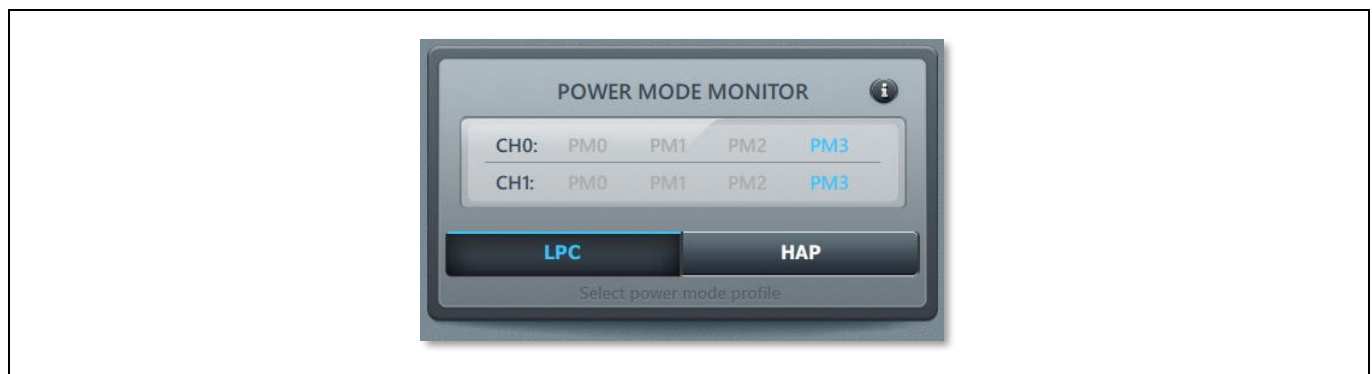 POWER MODE MONITOR
CH0: PM0 PM1 PM2 PM3
CH1: PM0 PM1 PM2 PM3
LPC HAP
Select power mode profile